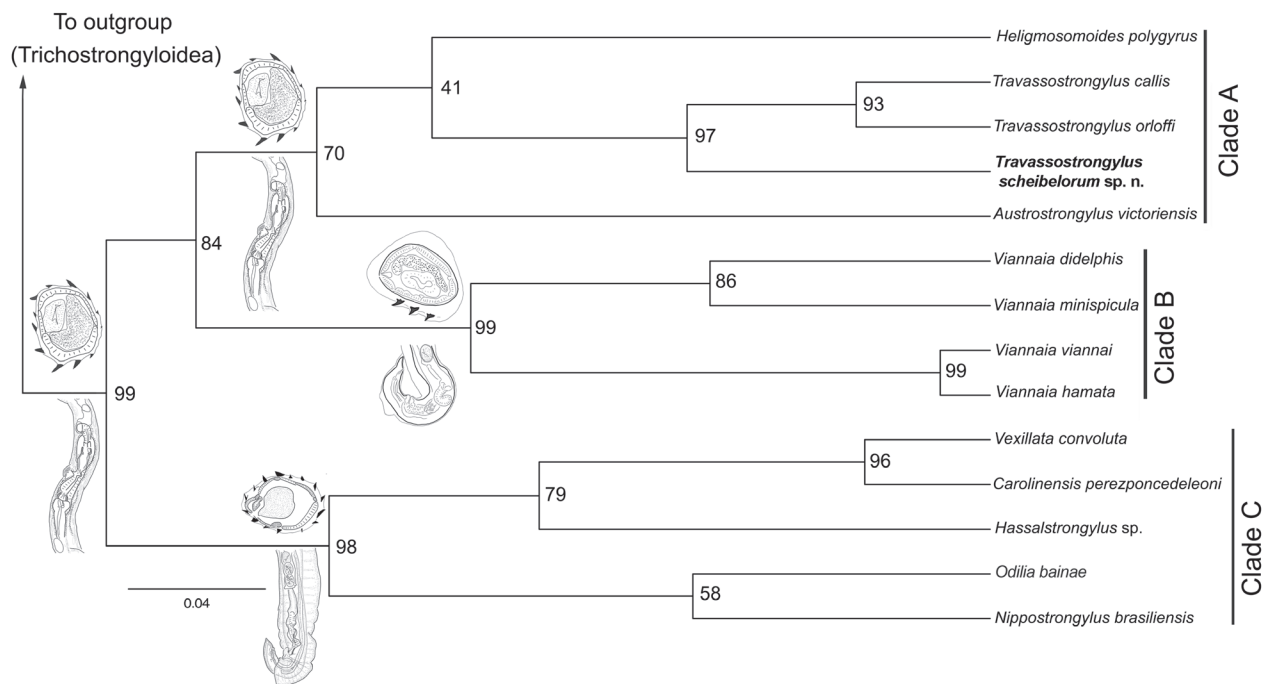 To outgroup
(Trichostrongyloidea)
Heligmosomoides polygyrus
41
Travassostrongylus callis
93
Travassostrongylus orloffi
97
70
Travassostrongylus
scheibelorum sp. n.
Austrostrongylus victoriensis
Clade A
84
Viannaia didelphis
86
Viannaia minispicula
99
Viannaia viannai
99
Viannaia hamata
Clade B
99
Vexillata convoluta
96
Carolinensis perezponcedeleoni
79
Hassalstrongylus sp.
98
Odilia bainae
58
Nippostrongylus brasiliensis
Clade C
0.04